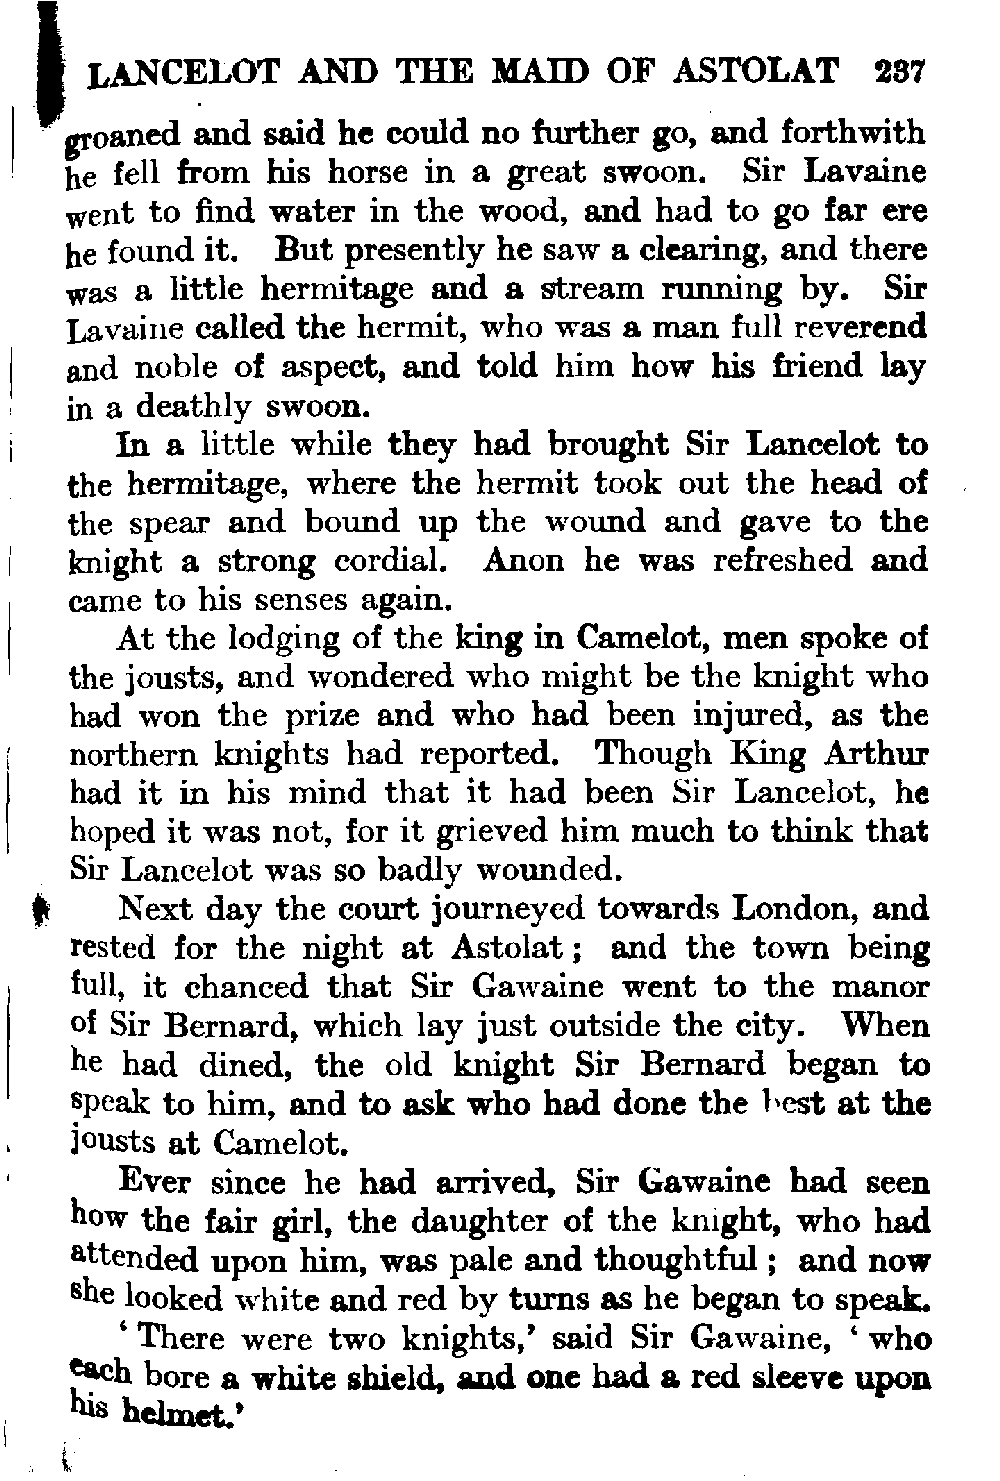 LANCELOT AND THE MAID OF ASTOLAT 237
groaned and said he could no further go, and forthwith
he fell from his horse in a great swoon. Sir Lavaine
went to find water in the wood, and had to go far ere
he found it. But presently he saw a clearing, and there
was a little hermitage and a stream running by. Sir
Lavaine called the hermit, who was a man full reverend
and noble of aspect, and told him how his friend lay
in a deathly swoon.
In a little while they had brought Sir Lancelot to
the hermitage, where the hermit took out the head of
the spear and bound up the wound and gave to the
knight a strong cordial. Anon he was refreshed and
came to his senses again.
At the lodging of the king in Camelot, men spoke of
the jousts, and wondered who might be the knight who
had won the prize and who had been injured, as the
northern knights had reported. Though King Arthur
had it in his mind that it had been Sir Lancelot, he
hoped it was not, for it grieved him much to think that
Sir Lancelot was so badly wounded.
Next day the court journeyed towards London, and
rested for the night at Astolat ; and the town being
full, it chanced that Sir Gawaine went to the manor
of Sir Bernard, which lay just outside the city. When
he had dined, the old knight Sir Bernard began to
speak to him, and to ask who had done the best at the
jousts at Camelot.
Ever since he had arrived, Sir Gawaine had seen
how the fair girl, the daughter of the knight, who had
attended upon him, was pale and thoughtful ; and now
she looked white and red by turns as he began to speak.
‘ There were two knights,’ said Sir Gawaine, ‘ who
each bore a white shield, and one had a red sleeve upon
his helmet.’